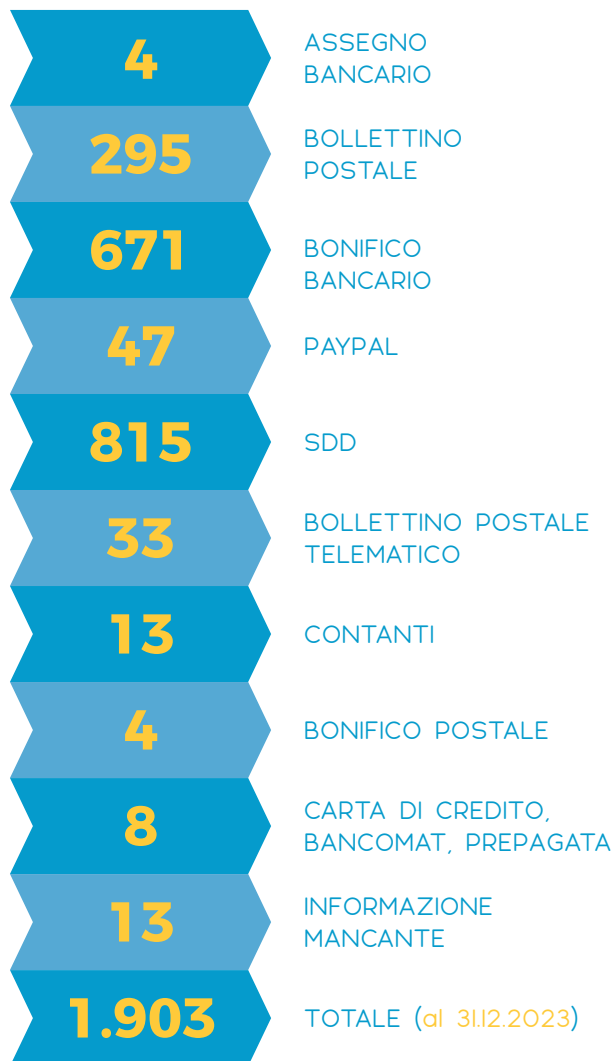 4
ASSEGNO
BANCARIO
295
BOLLETTINO
POSTALE
671
BONIFICO
BANCARIO
47
PAYPAL
815
SDD
33
BOLLETTINO POSTALE
TELEMATICO
13
CONTANTI
4
BONIFICO POSTALE
8
CARTA DI CREDITO,
BANCOMAT, PREPAGATA
13
INFORMAZIONE
MANCANTE
1.903
TOTALE (al 31.12.2023)